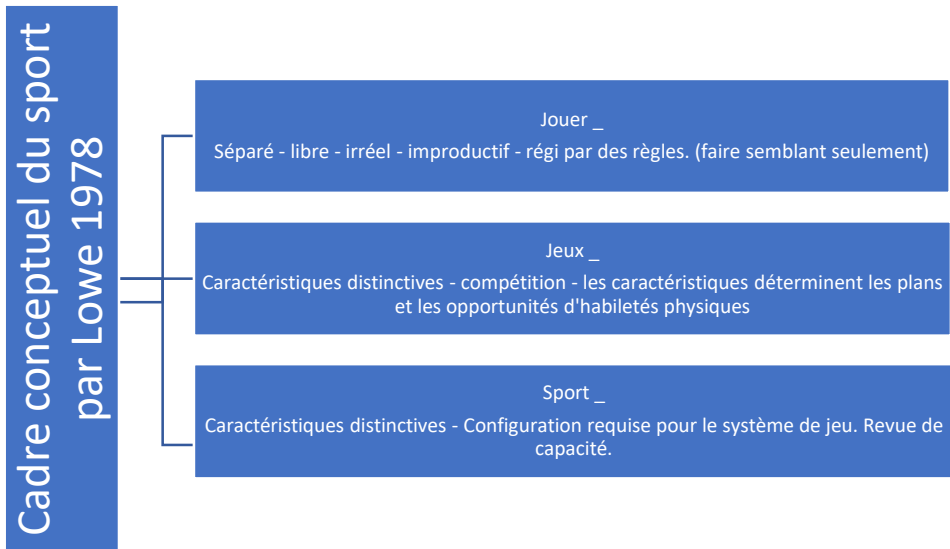 Cadre conceptuel du sport
par Lowe 1978
Jouer _
Séparé - libre - irréel - improductif - régi par des règles. (faire semblant seulement)
Jeux _
Caractéristiques distinctives - compétition - les caractéristiques déterminent les plans
et les opportunités d'habiletés physiques
Sport _
Caractéristiques distinctives - Configuration requise pour le système de jeu. Revue de
capacité.